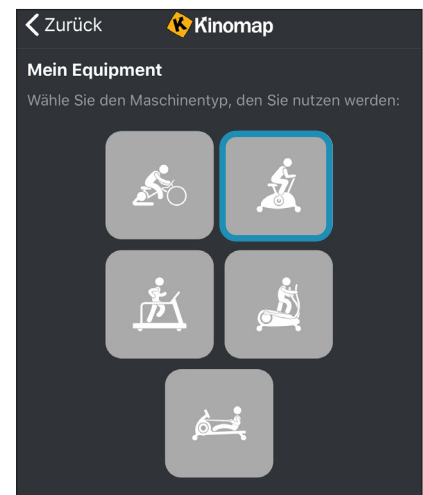 Zurück
Kinomap
Mein Equipment
Wähle Sie den Maschinentyp, den Sie nutzen werden: